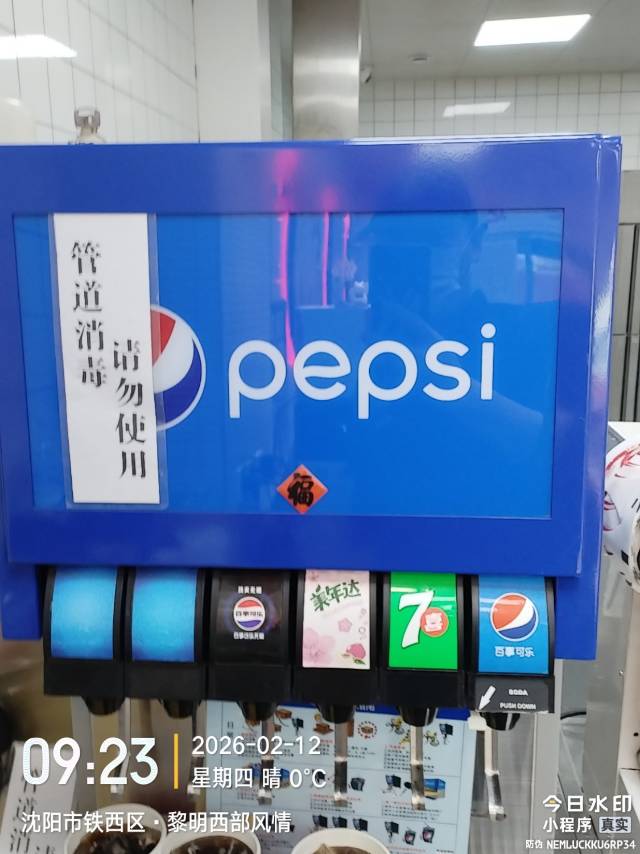 管道消毒
请勿使用
pepsi
福
百事可乐
美年达
7喜
百事可乐
SODA
PUSH DOWN
09:23
2026-02-12
星期四 晴 0℃
沈阳市铁西区·黎明西部风情
今日水印
小程序 真实
防伪 NEMLUCKKU6RP34